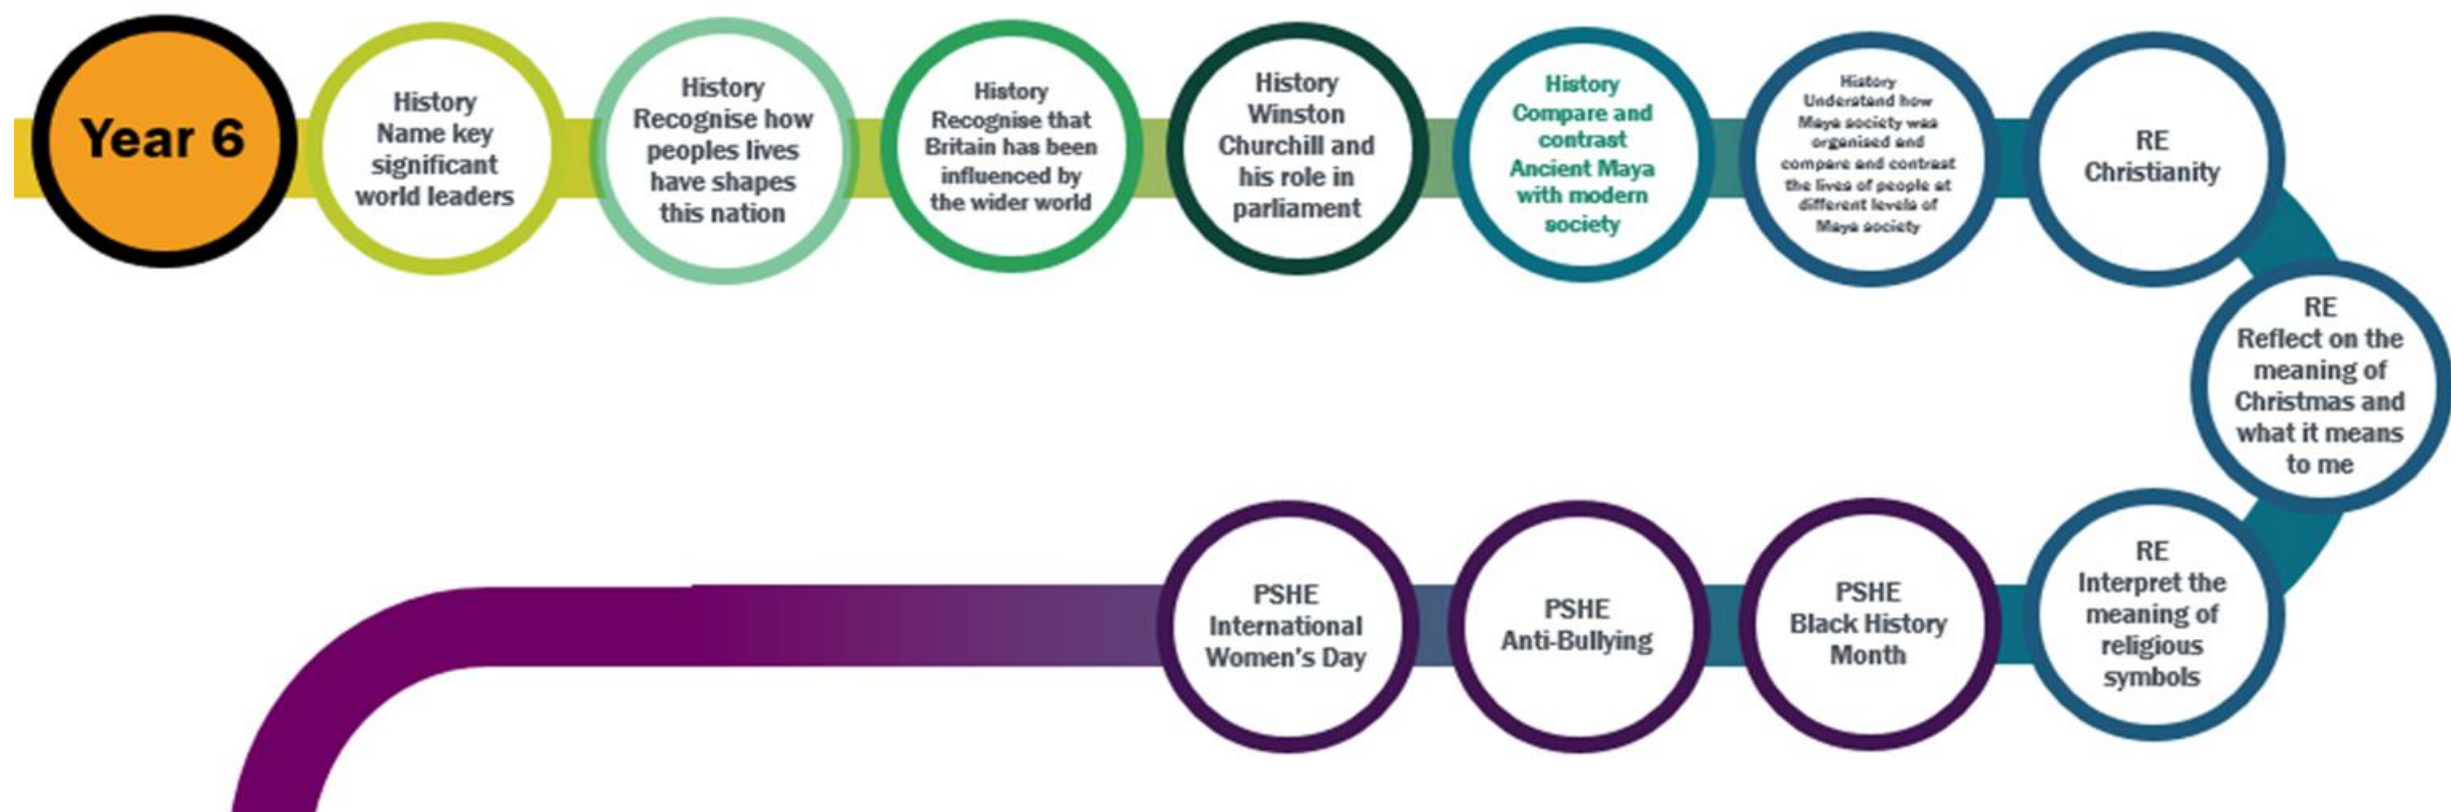 Year 6
History
Name key
significant
world leaders
History
Recognise how
peoples lives
have shapes
this nation
History
Recognise that
Britain has been
influenced by
the wider world
History
Winston
Churchill and
his role in
parliament
History
Compare and
contrast
Ancient Maya
with modern
society
History
Understand how
Maya society was
organised and
compare and contrast
the lives of people at
different levels of
Maya society
RE
Christianity
RE
Reflect on the
meaning of
Christmas and
what it means
to me
RE
Interpret the
meaning of
religious
symbols
PSHE
Black History
Month
PSHE
Anti-Bullying
PSHE
International
Women's Day